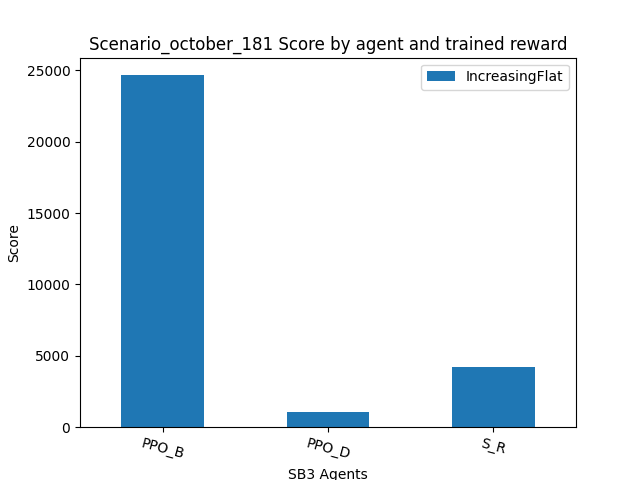 Scenario_october_181 Score by agent and trained reward
IncreasingFlat
25000
20000
15000
10000
5000
0
Score
PPO_B
PPO_D
S_R
SB3 Agents